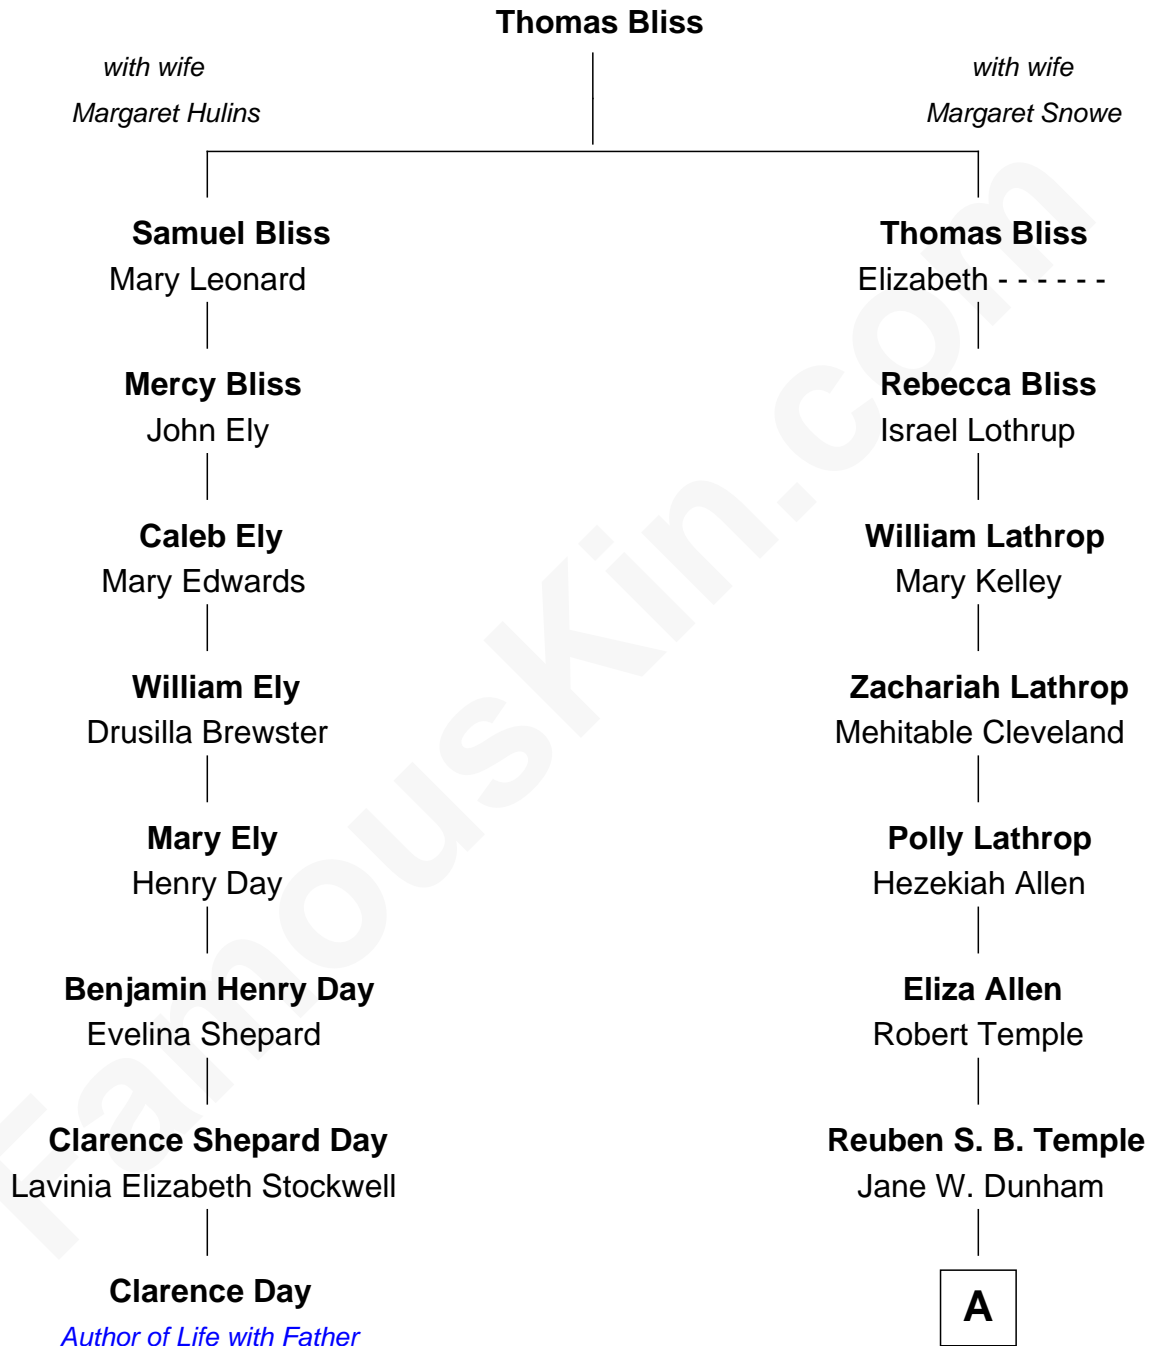 Thomas Bliss
with wife
Margaret Hulins
with wife
Margaret Snowe
Samuel Bliss
Mary Leonard
Thomas Bliss
Elizabeth - - - - - -
Mercy Bliss
John Ely
Rebecca Bliss
Israel Lothrup
Caleb Ely
Mary Edwards
William Lathrop
Mary Kelley
William Ely
Drusilla Brewster
Zachariah Lathrop
Mehitable Cleveland
Mary Ely
Henry Day
Polly Lathrop
Hezekiah Allen
Benjamin Henry Day
Evelina Shepard
Eliza Allen
Robert Temple
Clarence Shepard Day
Lavinia Elizabeth Stockwell
Reuben S. B. Temple
Jane W. Dunham
Clarence Day
Author of Life with Father
A
FamousKin.com